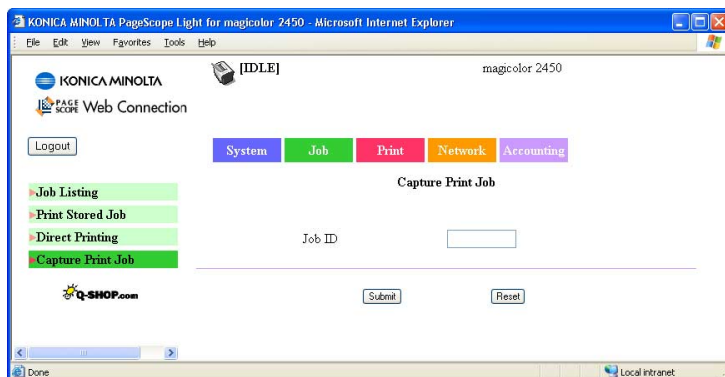 KONICA MINOLTA PageScope Light for magicolor 2450 - Microsoft Internet Explorer
File Edit View Favorites Tools Help
KONICA MINOLTA
[IDLE]
magicolor 2450
PAGE SCOPE Web Connection
Logout
System Job Print Network Accounting
Capture Print Job
Job Listing
Print Stored Job
Direct Printing
Capture Print Job
Job ID
Q-SHOP.com
Submit Reset
Done
Local intranet